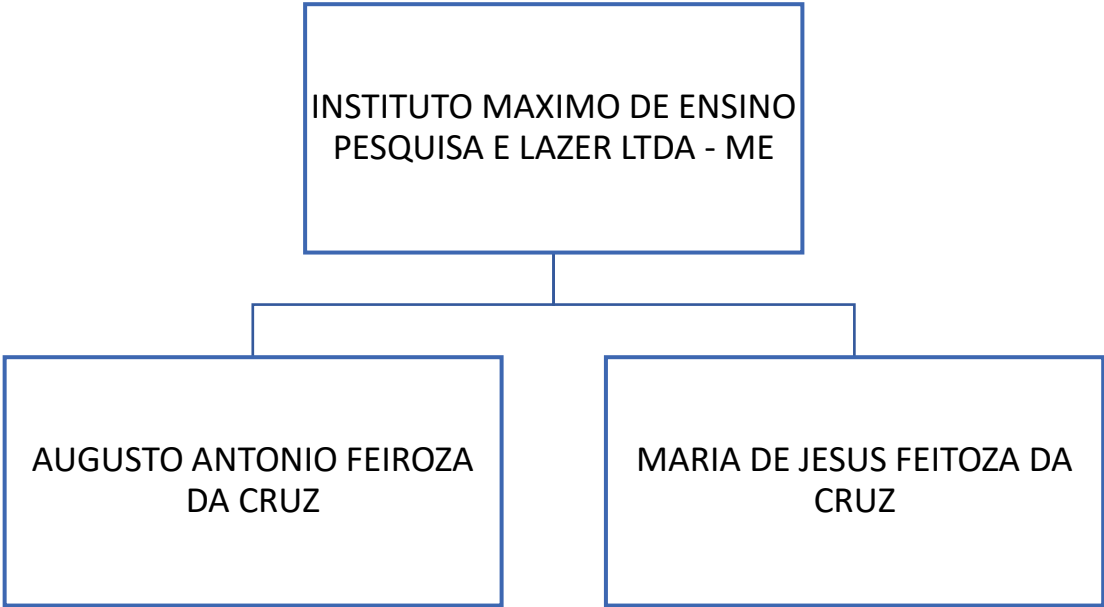 INSTITUTO MAXIMO DE ENSINO
PESQUISA E LAZER LTDA - ME
AUGUSTO ANTONIO FEIROZA
DA CRUZ
MARIA DE JESUS FEITOZA DA
CRUZ